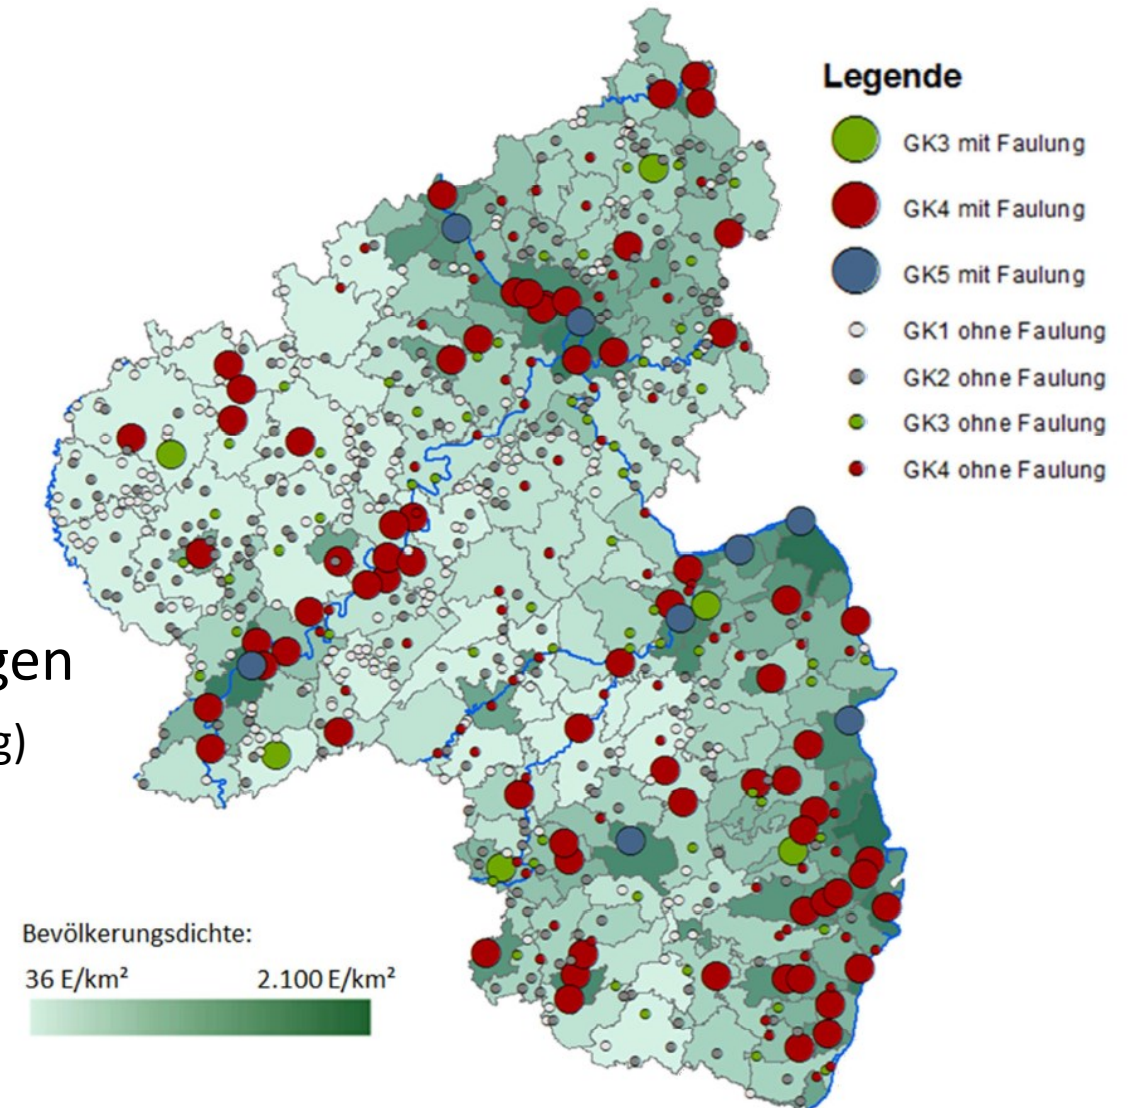 Legende
GK3 mit Faulung
GK4 mit Faulung
GK5 mit Faulung
GK1 ohne Faulung
GK2 ohne Faulung
GK3 ohne Faulung
GK4 ohne Faulung
gen
g)
Bevölkerungsdichte:
36 E/km² 2.100 E/km²